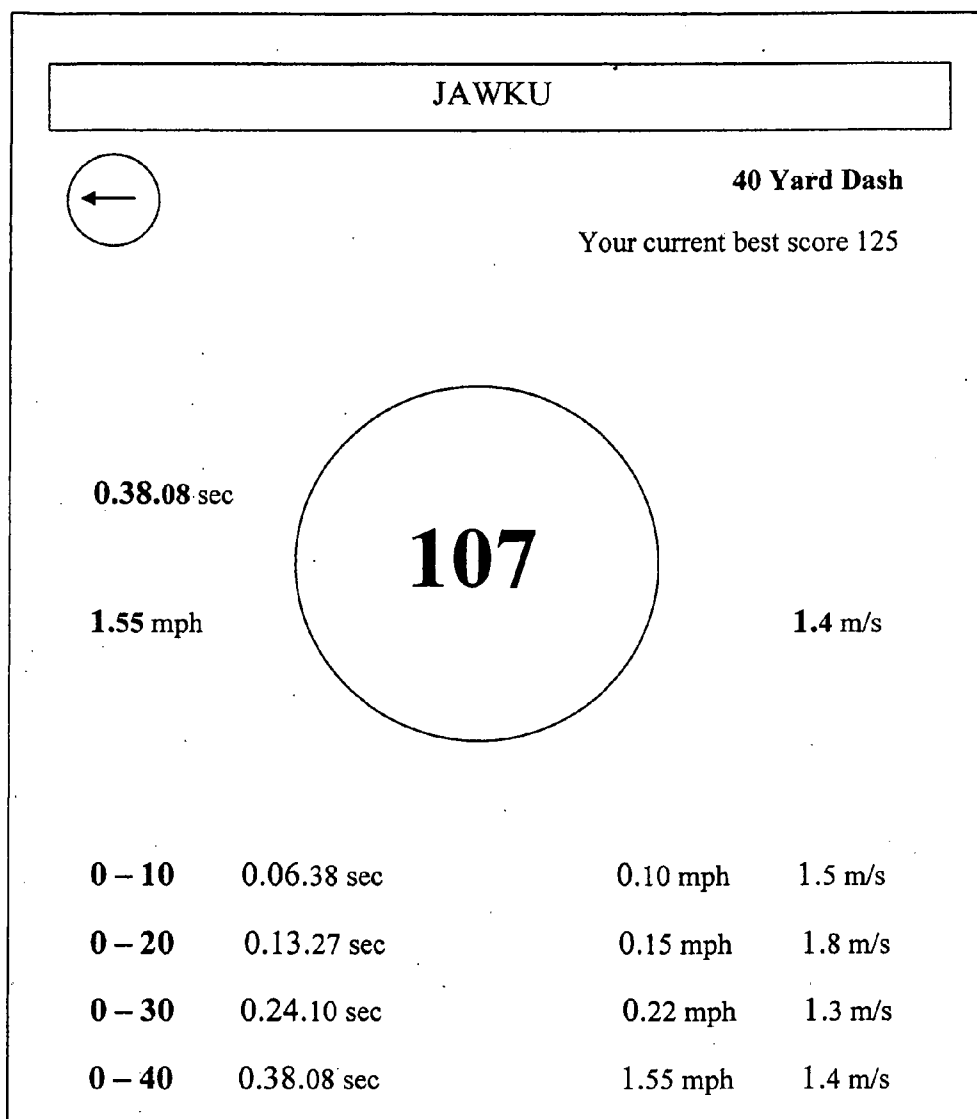 JAWKU
40 Yard Dash
Your current best score 125
0.38.08 sec
107
1.55 mph
1.4 m/s
0 – 10 0.06.38 sec 0.10 mph 1.5 m/s
0 – 20 0.13.27 sec 0.15 mph 1.8 m/s
0 – 30 0.24.10 sec 0.22 mph 1.3 m/s
0 – 40 0.38.08 sec 1.55 mph 1.4 m/s